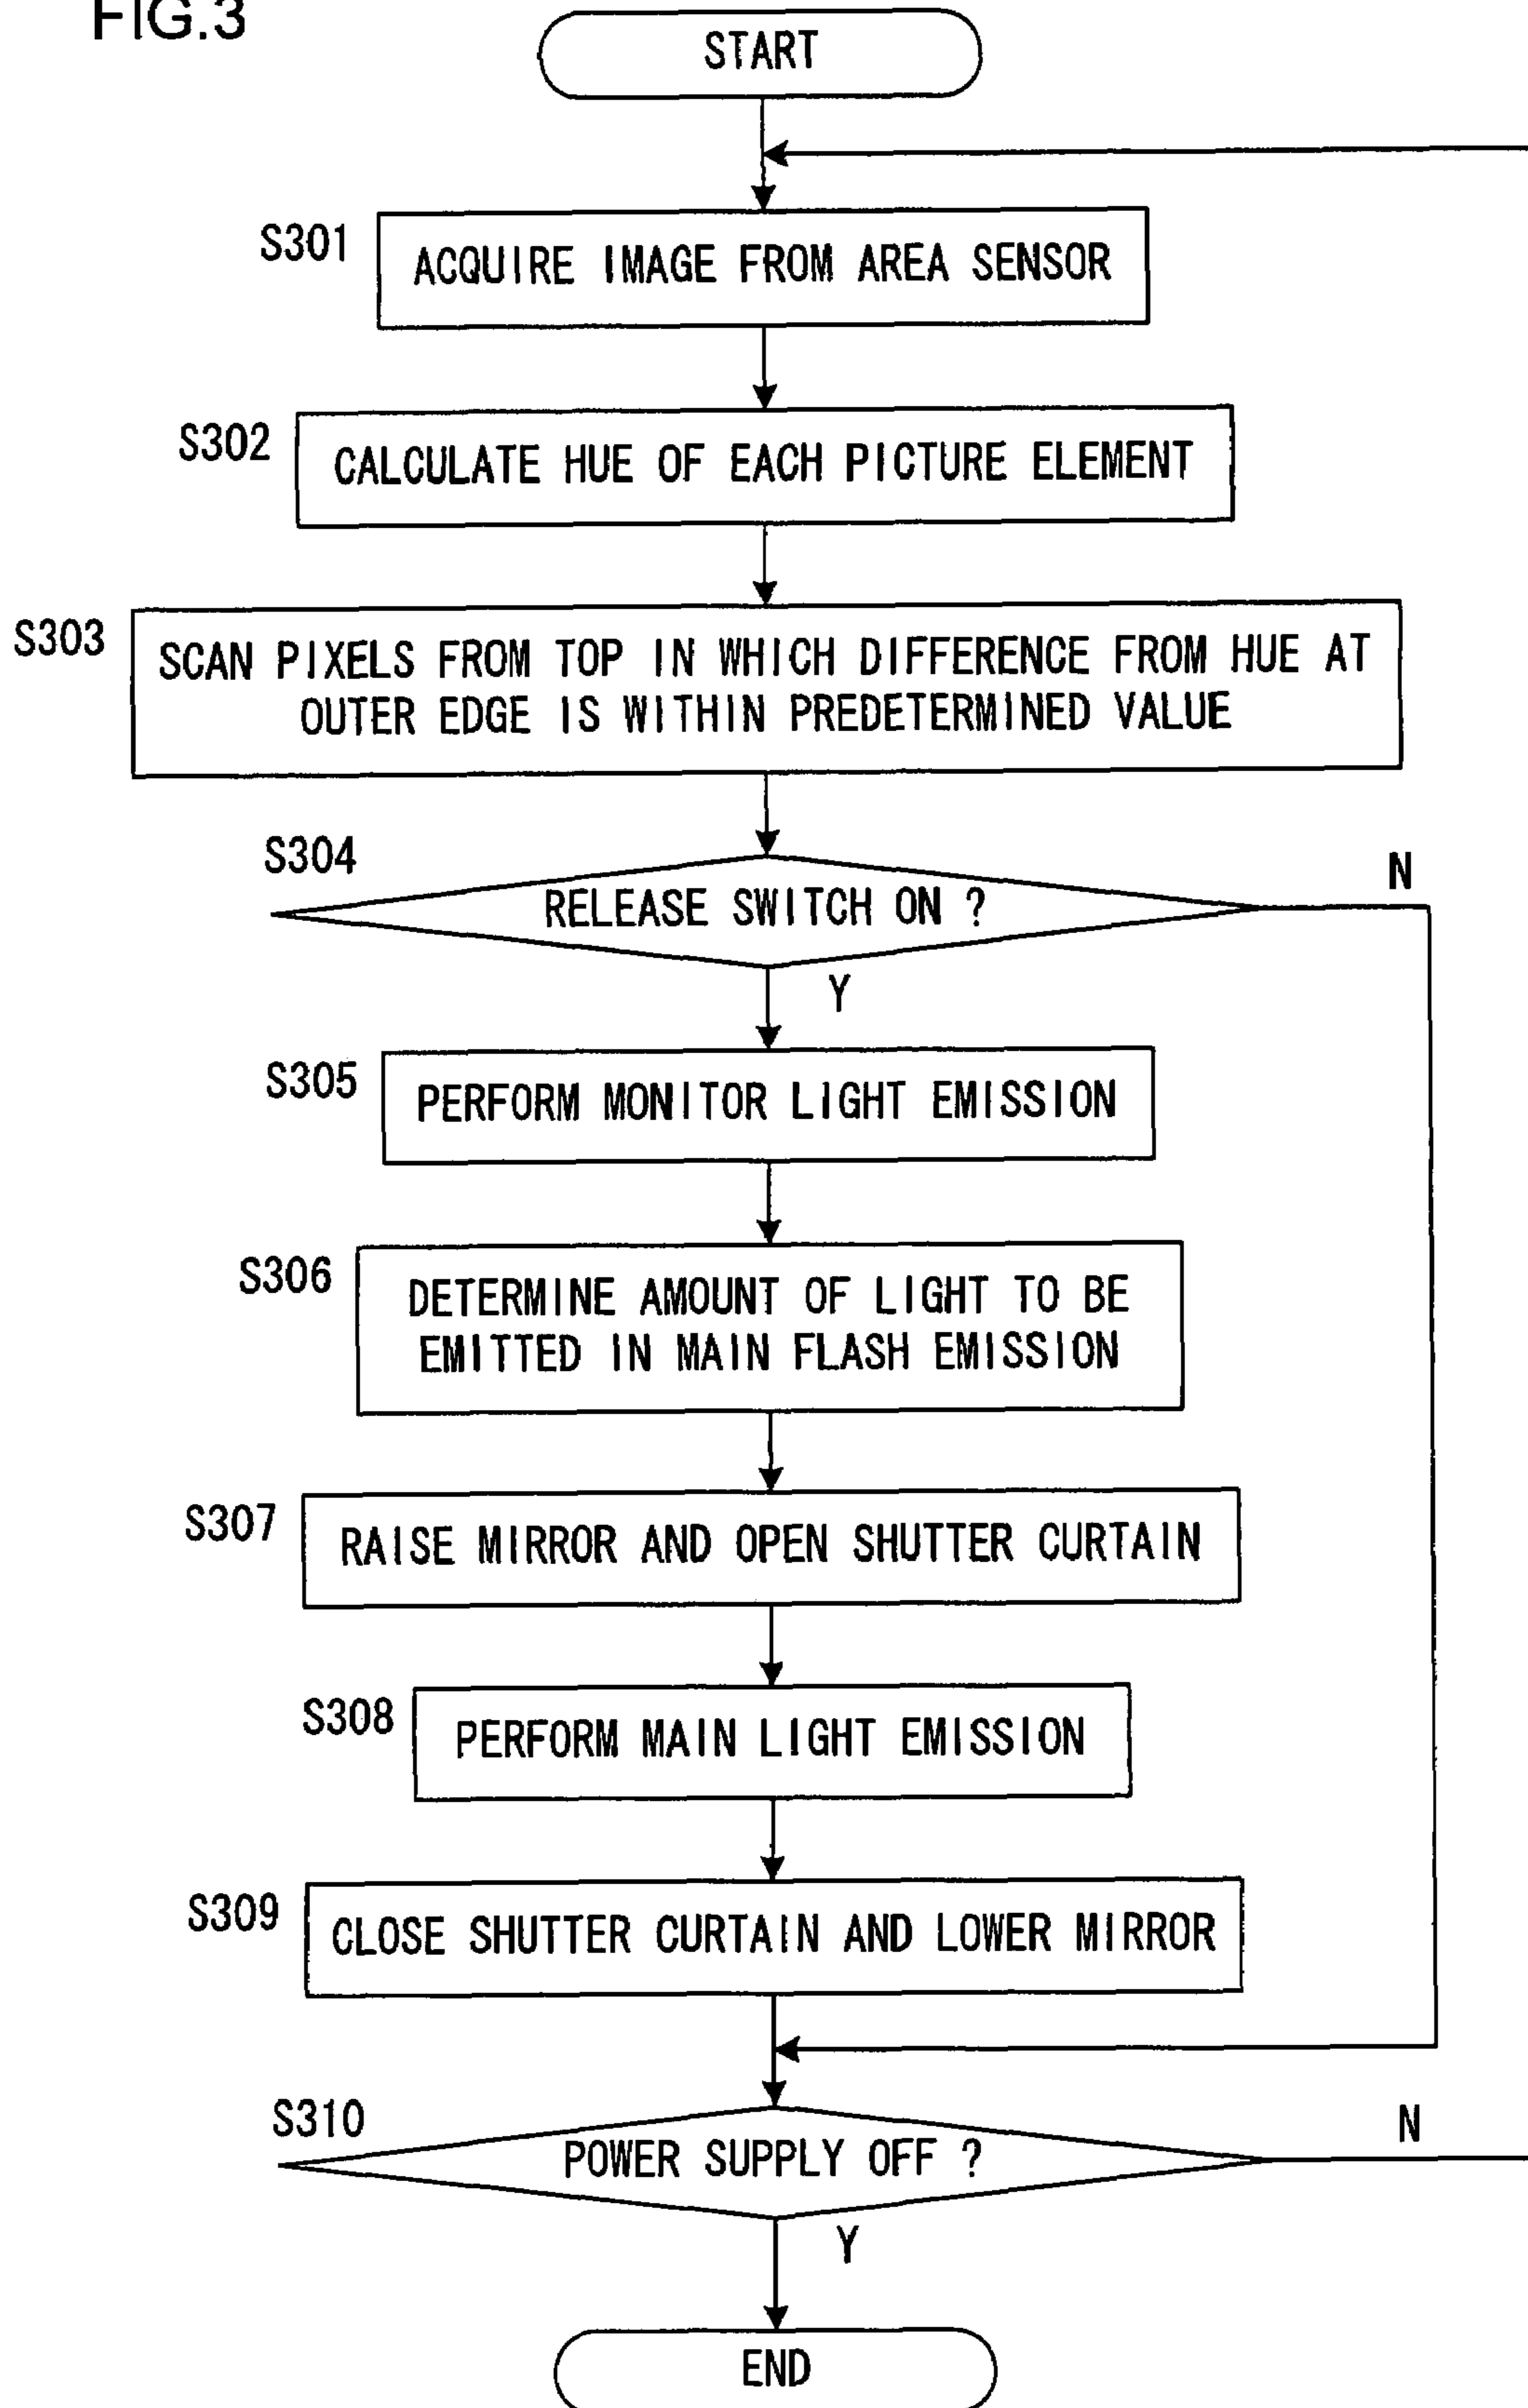 FIG.3
START
S301
ACQUIRE IMAGE FROM AREA SENSOR
S302
CALCULATE HUE OF EACH PICTURE ELEMENT
S303
SCAN PIXELS FROM TOP IN WHICH DIFFERENCE FROM HUE AT
OUTER EDGE IS WITHIN PREDETERMINED VALUE
S304
RELEASE SWITCH ON ?
N
Y
S305
PERFORM MONITOR LIGHT EMISSION
S306
DETERMINE AMOUNT OF LIGHT TO BE
EMITTED IN MAIN FLASH EMISSION
S307
RAISE MIRROR AND OPEN SHUTTER CURTAIN
S308
PERFORM MAIN LIGHT EMISSION
S309
CLOSE SHUTTER CURTAIN AND LOWER MIRROR
S310
POWER SUPPLY OFF ?
N
Y
END